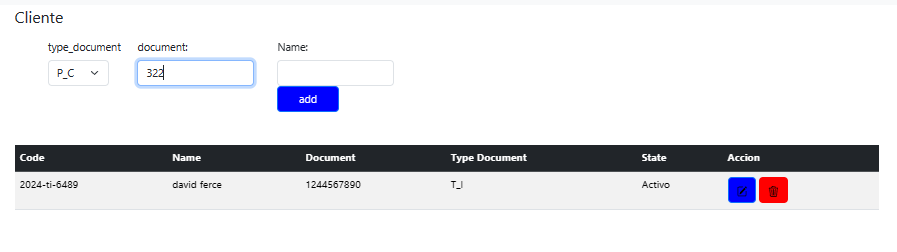 Cliente
type_document document: Name:
P_C 322
add
Code Name Document Type Document State Accion
2024-ti-6489 david ferce 1244567890 T_I Activo